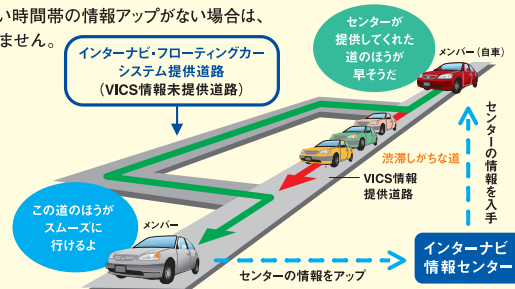 い時間帯の情報アップがない場合は、
ません。
インターナビ・フローティングカー
システム提供道路
（VICS情報未提供道路）
センターが
提供してくれた
道のほうが
早そうだ
メンバー（自車）
渋滞しがちな道
VICS情報
提供道路
センターの情報を入手
この道のほうが
スムーズに
行けるよ
メンバー
センターの情報をアップ
インターナビ
情報センター